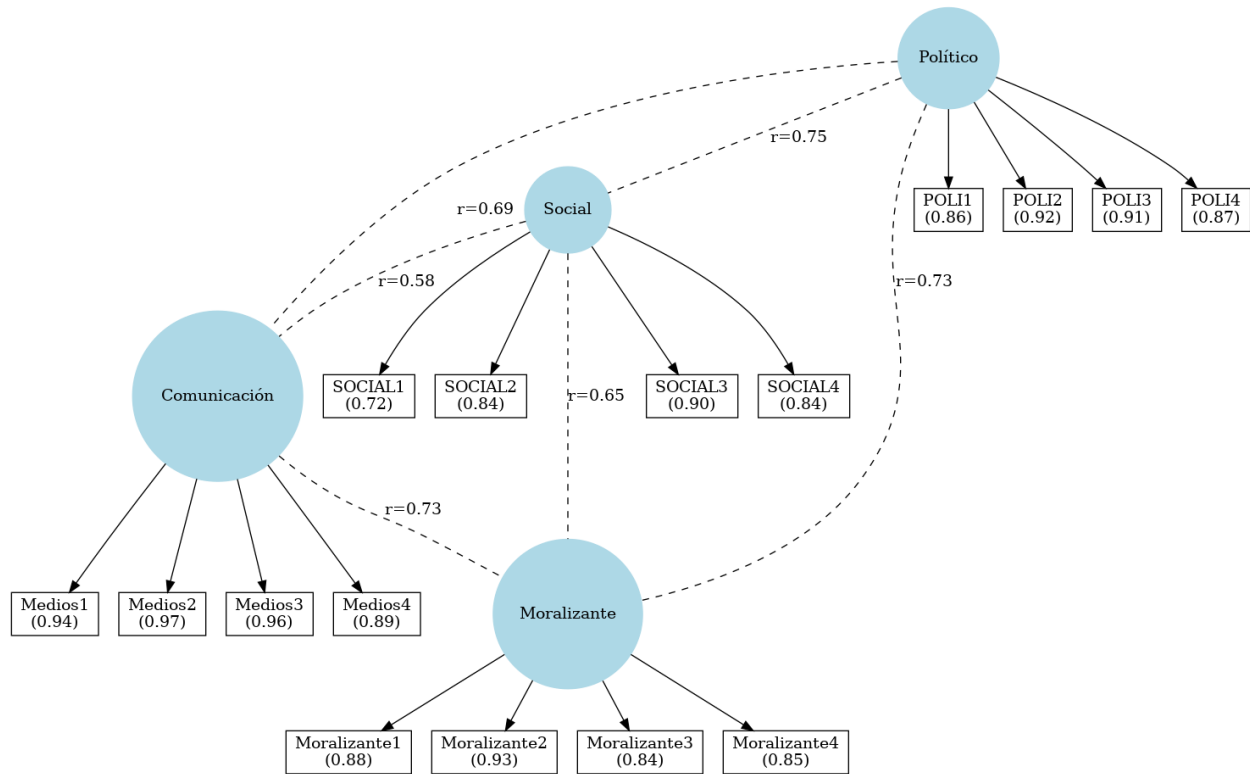 Político
r=0.75
POLI1
(0.86)
POLI2
(0.92)
POLI3
(0.91)
POLI4
(0.87)
Social
r=0.69
r=0.58
r=0.73
Comunicación
SOCIAL1
(0.72)
SOCIAL2
(0.84)
r=0.65
SOCIAL3
(0.90)
SOCIAL4
(0.84)
r=0.73
Medios1
(0.94)
Medios2
(0.97)
Medios3
(0.96)
Medios4
(0.89)
Moralizante
Moralizante1
(0.88)
Moralizante2
(0.93)
Moralizante3
(0.84)
Moralizante4
(0.85)